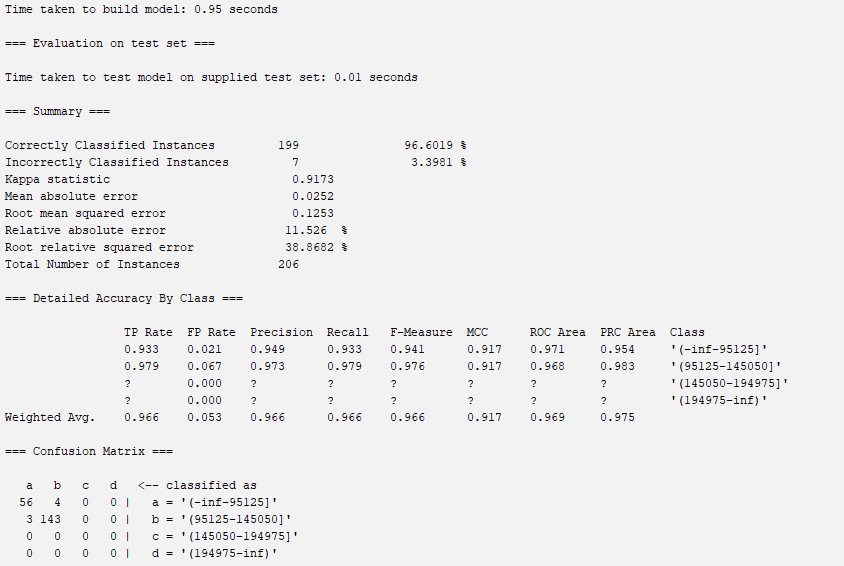 Time taken to build model: 0.95 seconds
=== Evaluation on test set ===
Time taken to test model on supplied test set: 0.01 seconds
=== Summary ===
Correctly Classified Instances         199               96.6019 %
Incorrectly Classified Instances         7                3.3981 %
Kappa statistic                          0.9173
Mean absolute error                      0.0252
Root mean squared error                  0.1253
Relative absolute error                 11.526  %
Root relative squared error             38.8682 %
Total Number of Instances              206
=== Detailed Accuracy By Class ===
                 TP Rate  FP Rate  Precision  Recall   F-Measure  MCC      ROC Area  PRC Area  Class
                 0.933    0.021    0.949      0.933    0.941      0.917    0.971     0.954     '(-inf-95125]'
                 0.979    0.067    0.973      0.979    0.976      0.917    0.968     0.983     '(95125-145050]'
                 ?        0.000    ?          ?        ?          ?        ?         ?         '(145050-194975]'
                 ?        0.000    ?          ?        ?          ?        ?         ?         '(194975-inf)'
Weighted Avg.    0.966    0.053    0.966      0.966    0.966      0.917    0.969     0.975
=== Confusion Matrix ===
   a   b   c   d   <-- classified as
  56   4   0   0 |   a = '(-inf-95125]'
   3 143   0   0 |   b = '(95125-145050]'
   0   0   0   0 |   c = '(145050-194975]'
   0   0   0   0 |   d = '(194975-inf)'